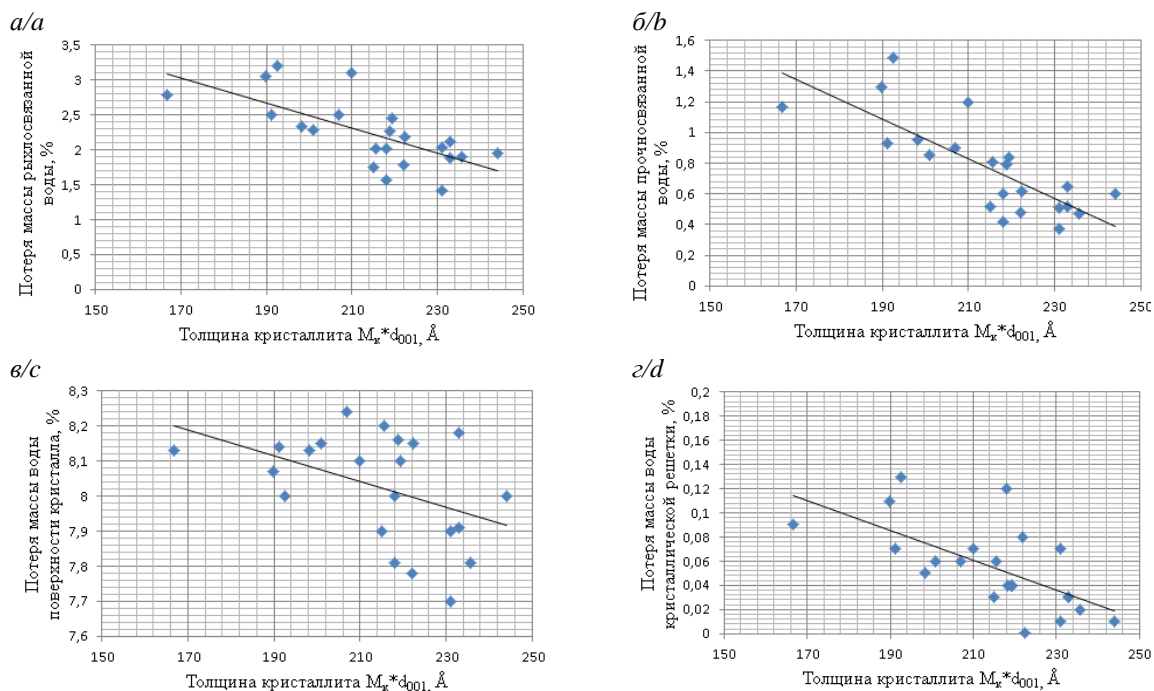 а/a
3,5
3
2,5
2
1,5
1
0,5
0
Потеря массы рыхлосвязанной
воды, %
150 170 190 210 230 250
Толщина кристаллита Мк*d001, Å
б/b
1,6
1,4
1,2
1
0,8
0,6
0,4
0,2
0
Потеря массы прочносвязанной
воды, %
150 170 190 210 230 250
Толщина кристаллита Мк*d001, Å
в/c
8,3
8,2
8,1
8
7,9
7,8
7,7
7,6
Потеря массы воды
поверхности кристалла, %
150 170 190 210 230 250
Толщина кристаллита Мк*d001, Å
г/d
0,2
0,18
0,16
0,14
0,12
0,1
0,08
0,06
0,04
0,02
0
Потеря массы воды
кристаллической решетки, %
150 170 190 210 230 250
Толщина кристаллита Мк*d001, Å